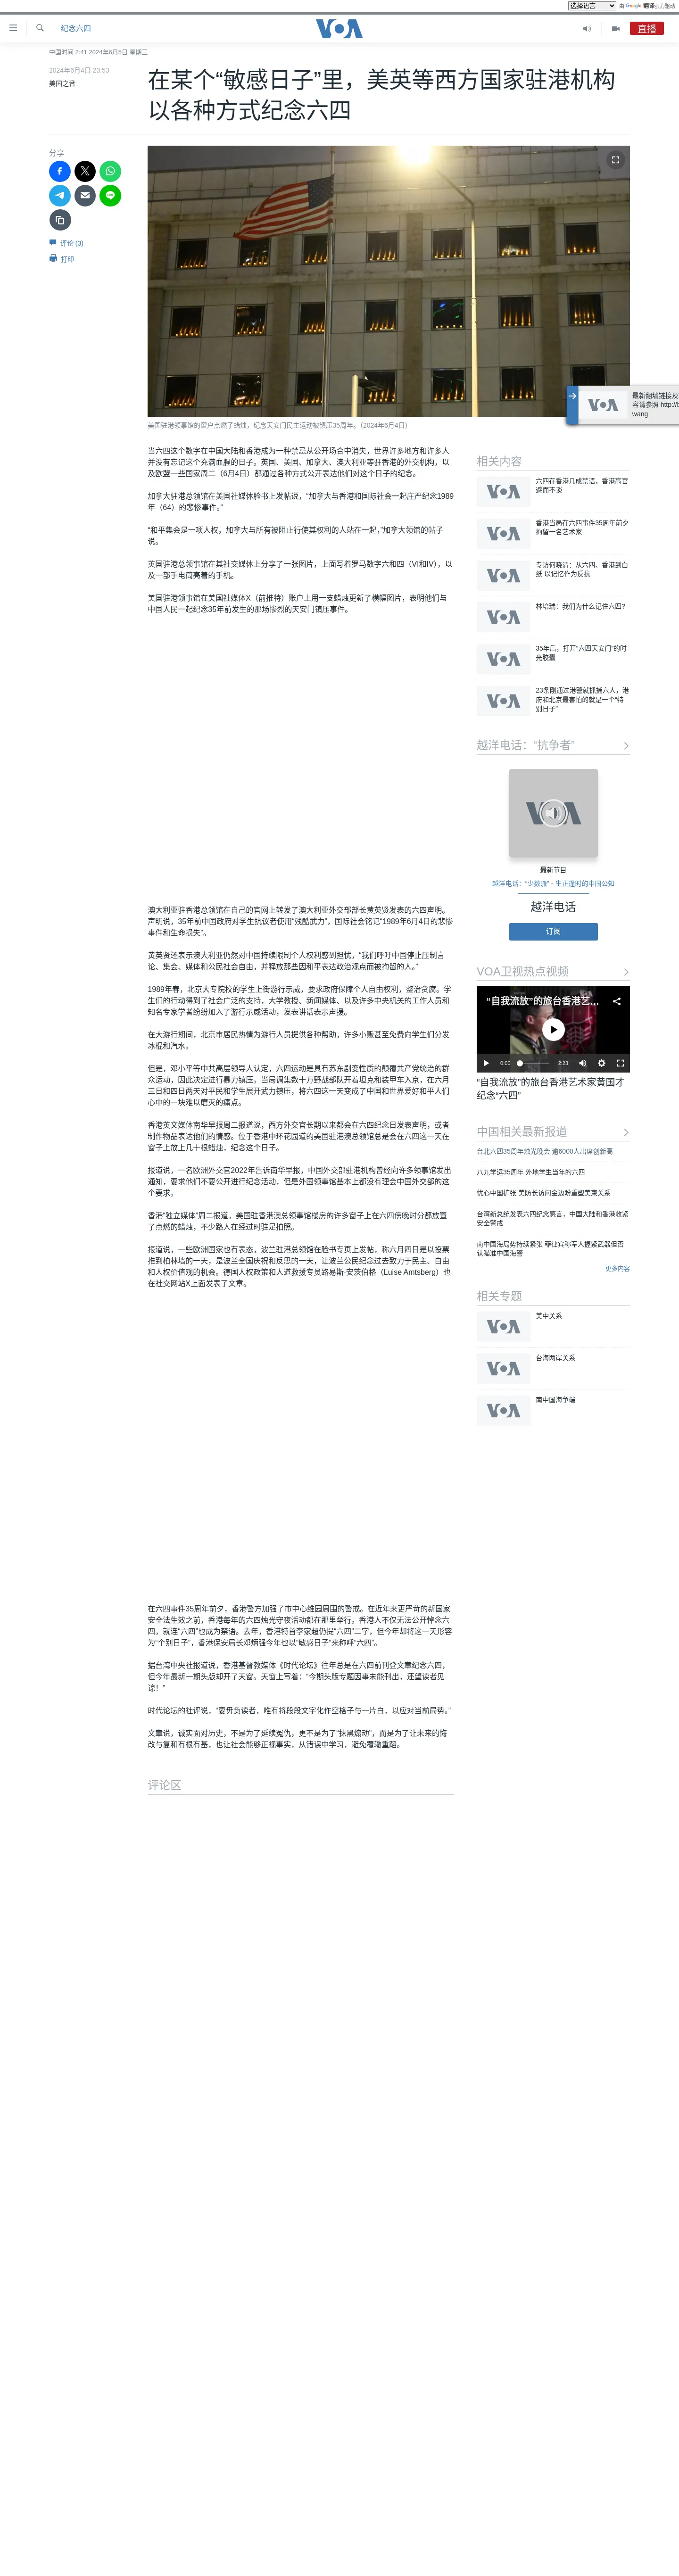 选择语言 由 Google 翻译强力驱动
纪念六四
VOA
直播
中国时间 2:41 2024年6月5日 星期三
2024年6月4日 23:53
美国之音
在某个“敏感日子”里，美英等西方国家驻港机构
以各种方式纪念六四
分享
评论 (3)
打印
美国驻港领事馆的窗户点燃了蜡烛，纪念天安门民主运动被镇压35周年。（2024年6月4日）
当六四这个数字在中国大陆和香港成为一种禁忌从公开场合中消失，世界许多地方和许多人
并没有忘记这个充满血腥的日子。英国、美国、加拿大、澳大利亚等驻香港的外交机构，以
及欧盟一些国家周二（6月4日）都通过各种方式表达他们对这个日子的纪念。
加拿大驻港总领馆在美国社媒体脸书上发帖说，“加拿大与香港和国际社会一起庄严纪念1989
年（64）的悲惨事件。”
“和平集会是一项人权，加拿大与所有被阻止行使其权利的人站在一起，”加拿大领馆的帖子
说。
英国驻港总领事馆在其社交媒体上分享了一张图片，上面写着罗马数字六和四（VI和IV），以
及一部手电筒亮着的手机。
美国驻港领事馆在美国社媒体X（前推特）账户上用一支蜡烛更新了横幅图片，表明他们与
中国人民一起纪念35年前发生的那场惨烈的天安门镇压事件。
澳大利亚驻香港总领馆在自己的官网上转发了澳大利亚外交部部长黄英贤发表的六四声明。
声明说，35年前中国政府对学生抗议者使用“残酷武力”，国际社会铭记“1989年6月4日的悲惨
事件和生命损失”。
黄英贤还表示澳大利亚仍然对中国持续限制个人权利感到担忧，“我们呼吁中国停止压制言
论、集会、媒体和公民社会自由，并释放那些因和平表达政治观点而被拘留的人。”
1989年春，北京大专院校的学生上街游行示威，要求政府保障个人自由权利，整治贪腐。学
生们的行动得到了社会广泛的支持，大学教授、新闻媒体、以及许多中央机关的工作人员和
知名专家学者纷纷加入了游行示威活动，发表讲话表示声援。
在大游行期间，北京市居民热情为游行人员提供各种帮助，许多小贩甚至免费向学生们分发
冰棍和汽水。
但是，邓小平等中共高层领导人认定，六四运动是具有苏东剧变性质的颠覆共产党统治的群
众运动，因此决定进行暴力镇压。当局调集数十万野战部队开着坦克和装甲车入京，在六月
三日和四日两天对平民和学生展开武力镇压，将六四这一天变成了中国和世界爱好和平人们
心中的一块难以磨灭的痛点。
香港英文媒体南华早报周二报道说，西方外交官长期以来都会在六四纪念日发表声明，或者
制作物品表达他们的情感。位于香港中环花园道的美国驻港澳总领馆总是会在六四这一天在
窗子上放上几十根蜡烛，纪念这个日子。
报道说，一名欧洲外交官2022年告诉南华早报，中国外交部驻港机构曾经向许多领事馆发出
通知，要求他们不要公开进行纪念活动，但是外国领事馆基本上都没有理会中国外交部的这
个要求。
香港“独立媒体”周二报道，美国驻香港澳总领事馆楼房的许多窗子上在六四傍晚时分都放置
了点燃的蜡烛，不少路人在经过时驻足拍照。
报道说，一些欧洲国家也有表态，波兰驻港总领馆在脸书专页上发帖，称六月四日是以投票
推到柏林墙的一天，是波兰全国庆祝和反思的一天，让波兰公民纪念过去致力于民主、自由
和人权价值观的机会。德国人权政策和人道救援专员路易斯·安茨伯格（Luise Amtsberg）也
在社交网站X上面发表了文章。
在六四事件35周年前夕，香港警方加强了市中心维园周围的警戒。在近年来更严苛的新国家
安全法生效之前，香港每年的六四烛光守夜活动都在那里举行。香港人不仅无法公开悼念六
四，就连“六四”也成为禁语。去年，香港特首李家超仍提“六四”二字，但今年却将这一天形容
为“个别日子”，香港保安局长邓炳强今年也以“敏感日子”来称呼“六四”。
据台湾中央社报道说，香港基督教媒体《时代论坛》往年总是在六四前刊登文章纪念六四，
但今年最新一期头版却开了天窗。天窗上写着：“今期头版专题因事未能刊出，还望读者见
谅！”
时代论坛的社评说，“要毋负读者，唯有将段段文字化作空格子与一片白，以应对当前局势。”
文章说，诚实面对历史，不是为了延续冤仇，更不是为了“抹黑煽动”，而是为了让未来的悔
改与复和有根有基，也让社会能够正视事实，从错误中学习，避免覆辙重蹈。
评论区
最新翻墙链接及
容请参照 http://b
wang
相关内容
六四在香港几成禁语，香港高官
避而不谈
香港当局在六四事件35周年前夕
拘留一名艺术家
专访何晓清：从六四、香港到白
纸 以记忆作为反抗
林培瑞：我们为什么记住六四?
35年后，打开“六四天安门”的时
光胶囊
23条刚通过港警就抓捕六人，港
府和北京最害怕的就是一个“特
别日子”
越洋电话：“抗争者”
最新节目
越洋电话：“少数派” - 生正逢时的中国公知
越洋电话
订阅
VOA卫视热点视频
“自我流放”的旅台香港艺...
0:00
2:23
“自我流放”的旅台香港艺术家黄国才
纪念“六四”
中国相关最新报道
台北六四35周年烛光晚会 逾6000人出席创新高
八九学运35周年 外地学生当年的六四
忧心中国扩张 美防长访问金边盼重塑美柬关系
台湾新总统发表六四纪念感言，中国大陆和香港收紧
安全警戒
南中国海局势持续紧张 菲律宾称军人握紧武器但否
认瞄准中国海警
更多内容
相关专题
美中关系
台海两岸关系
南中国海争端